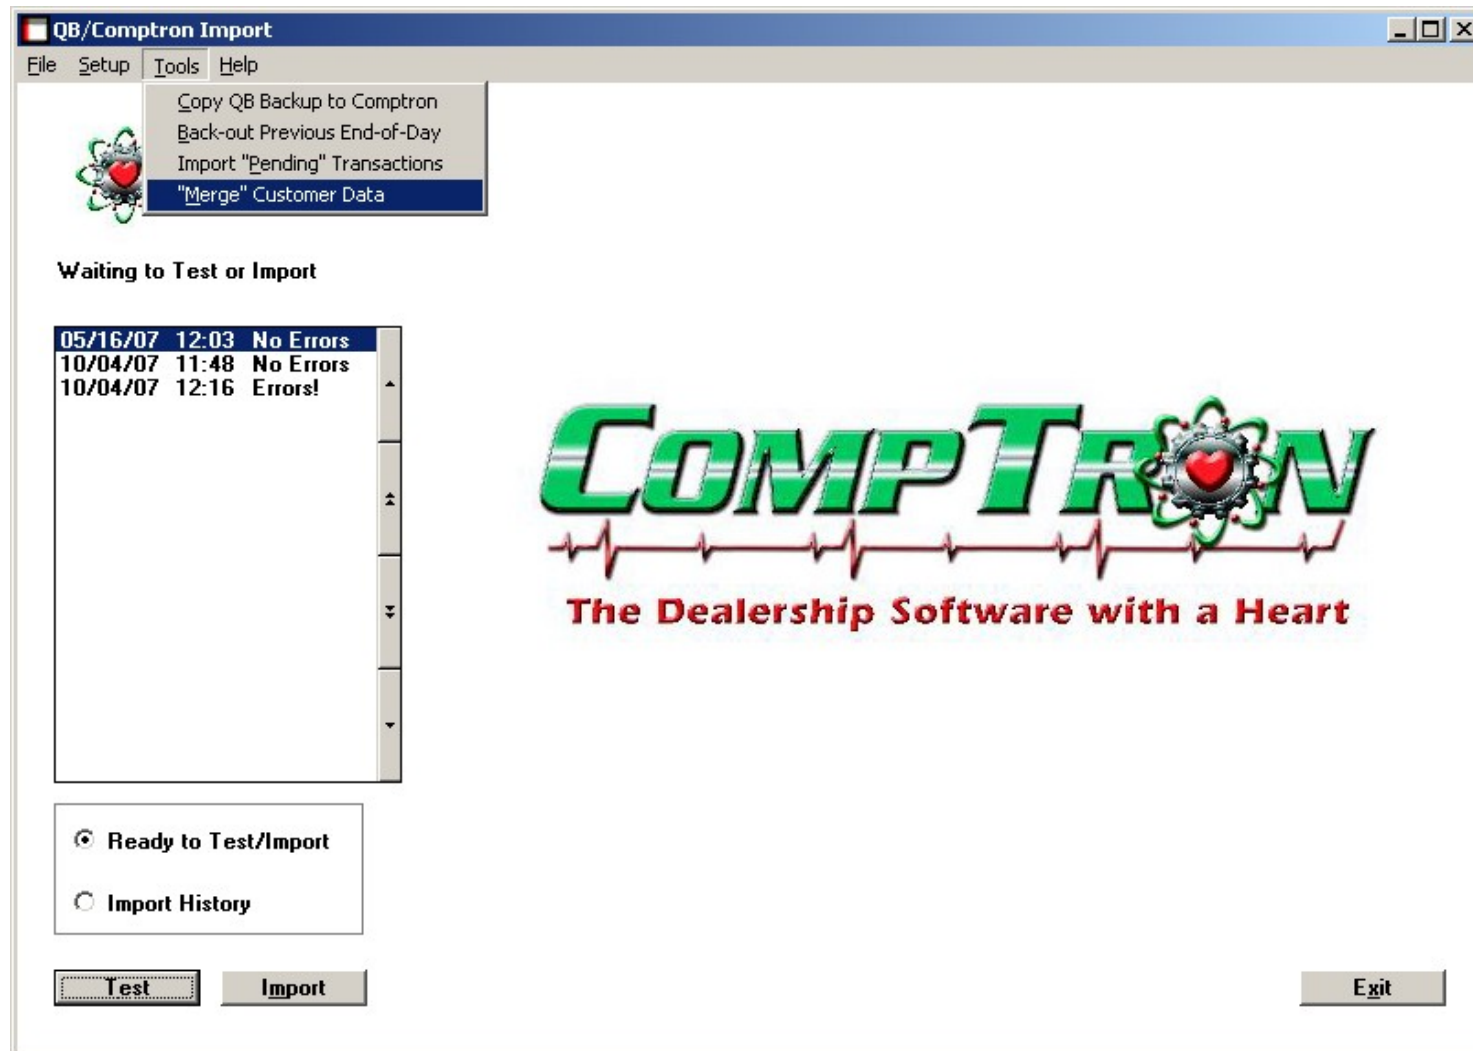 QB/Comptron Import
File Setup Tools Help
Copy QB Backup to Comptron
Back-out Previous End-of-Day
Import "Pending" Transactions
"Merge" Customer Data
Waiting to Test or Import
05/16/07 12:03 No Errors
10/04/07 11:48 No Errors
10/04/07 12:16 Errors!
COMPTRON
The Dealership Software with a Heart
Ready to Test/Import
Import History
Test Import Exit